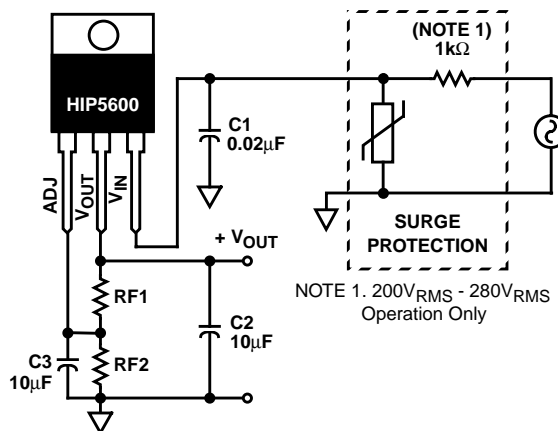 (NOTE 1)
1kΩ
HIP5600
C1
0.02µF
ADJ
VOUT
VIN
SURGE
PROTECTION
+ VOUT
NOTE 1. 200VRMS - 280VRMS
Operation Only
RF1
C2
10µF
C3
10µF
RF2